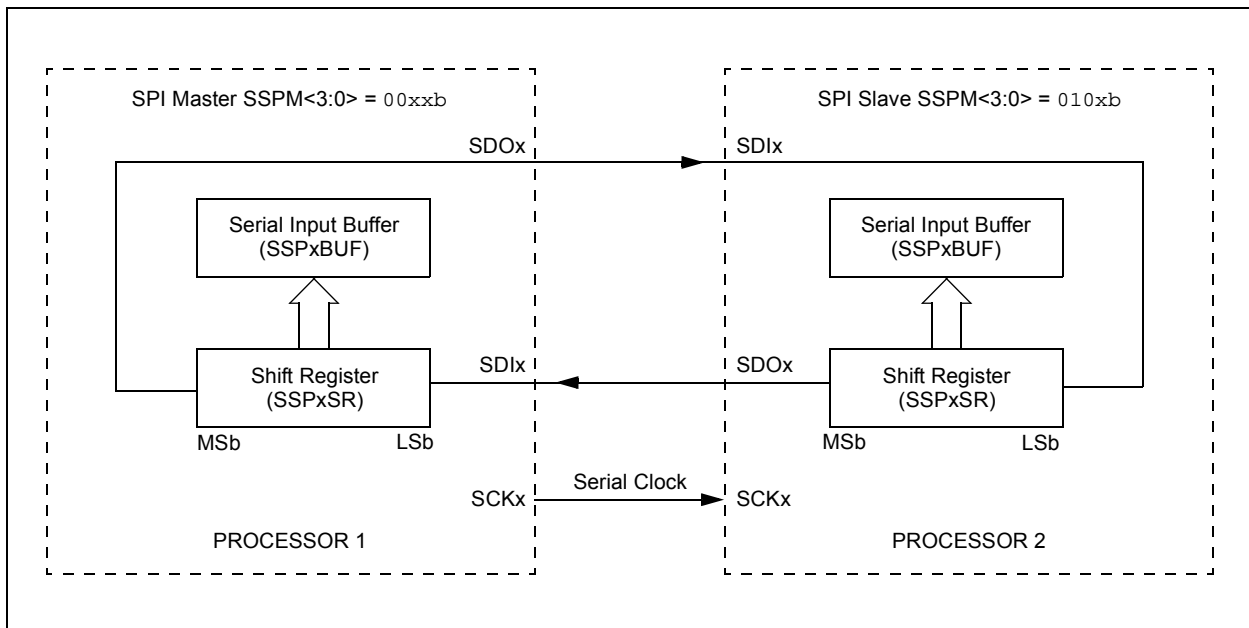 SPI Master SSPM<3:0> = 00xxb
SPI Slave SSPM<3:0> = 010xb
SDOx
SDIx
Serial Input Buffer
(SSPxBUF)
Serial Input Buffer
(SSPxBUF)
SDIx
SDOx
Shift Register
(SSPxSR)
Shift Register
(SSPxSR)
MSb
LSb
MSb
LSb
Serial Clock
SCKx
SCKx
PROCESSOR 1
PROCESSOR 2